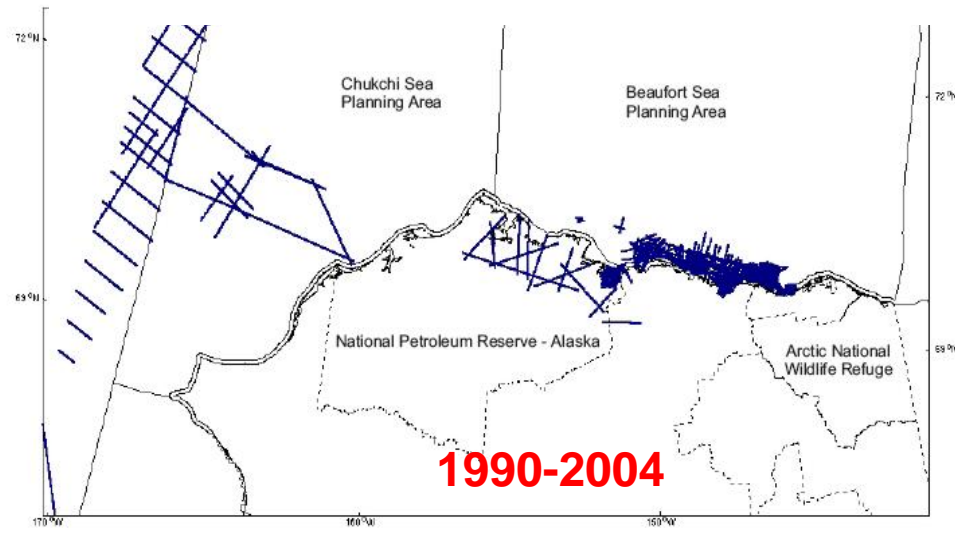 72°N
Chukchi Sea
Planning Area
Beaufort Sea
Planning Area
72°N
69°N
National Petroleum Reserve - Alaska
Arctic National
Wildlife Refuge
69°N
1990-2004
170°W
160°W
150°W